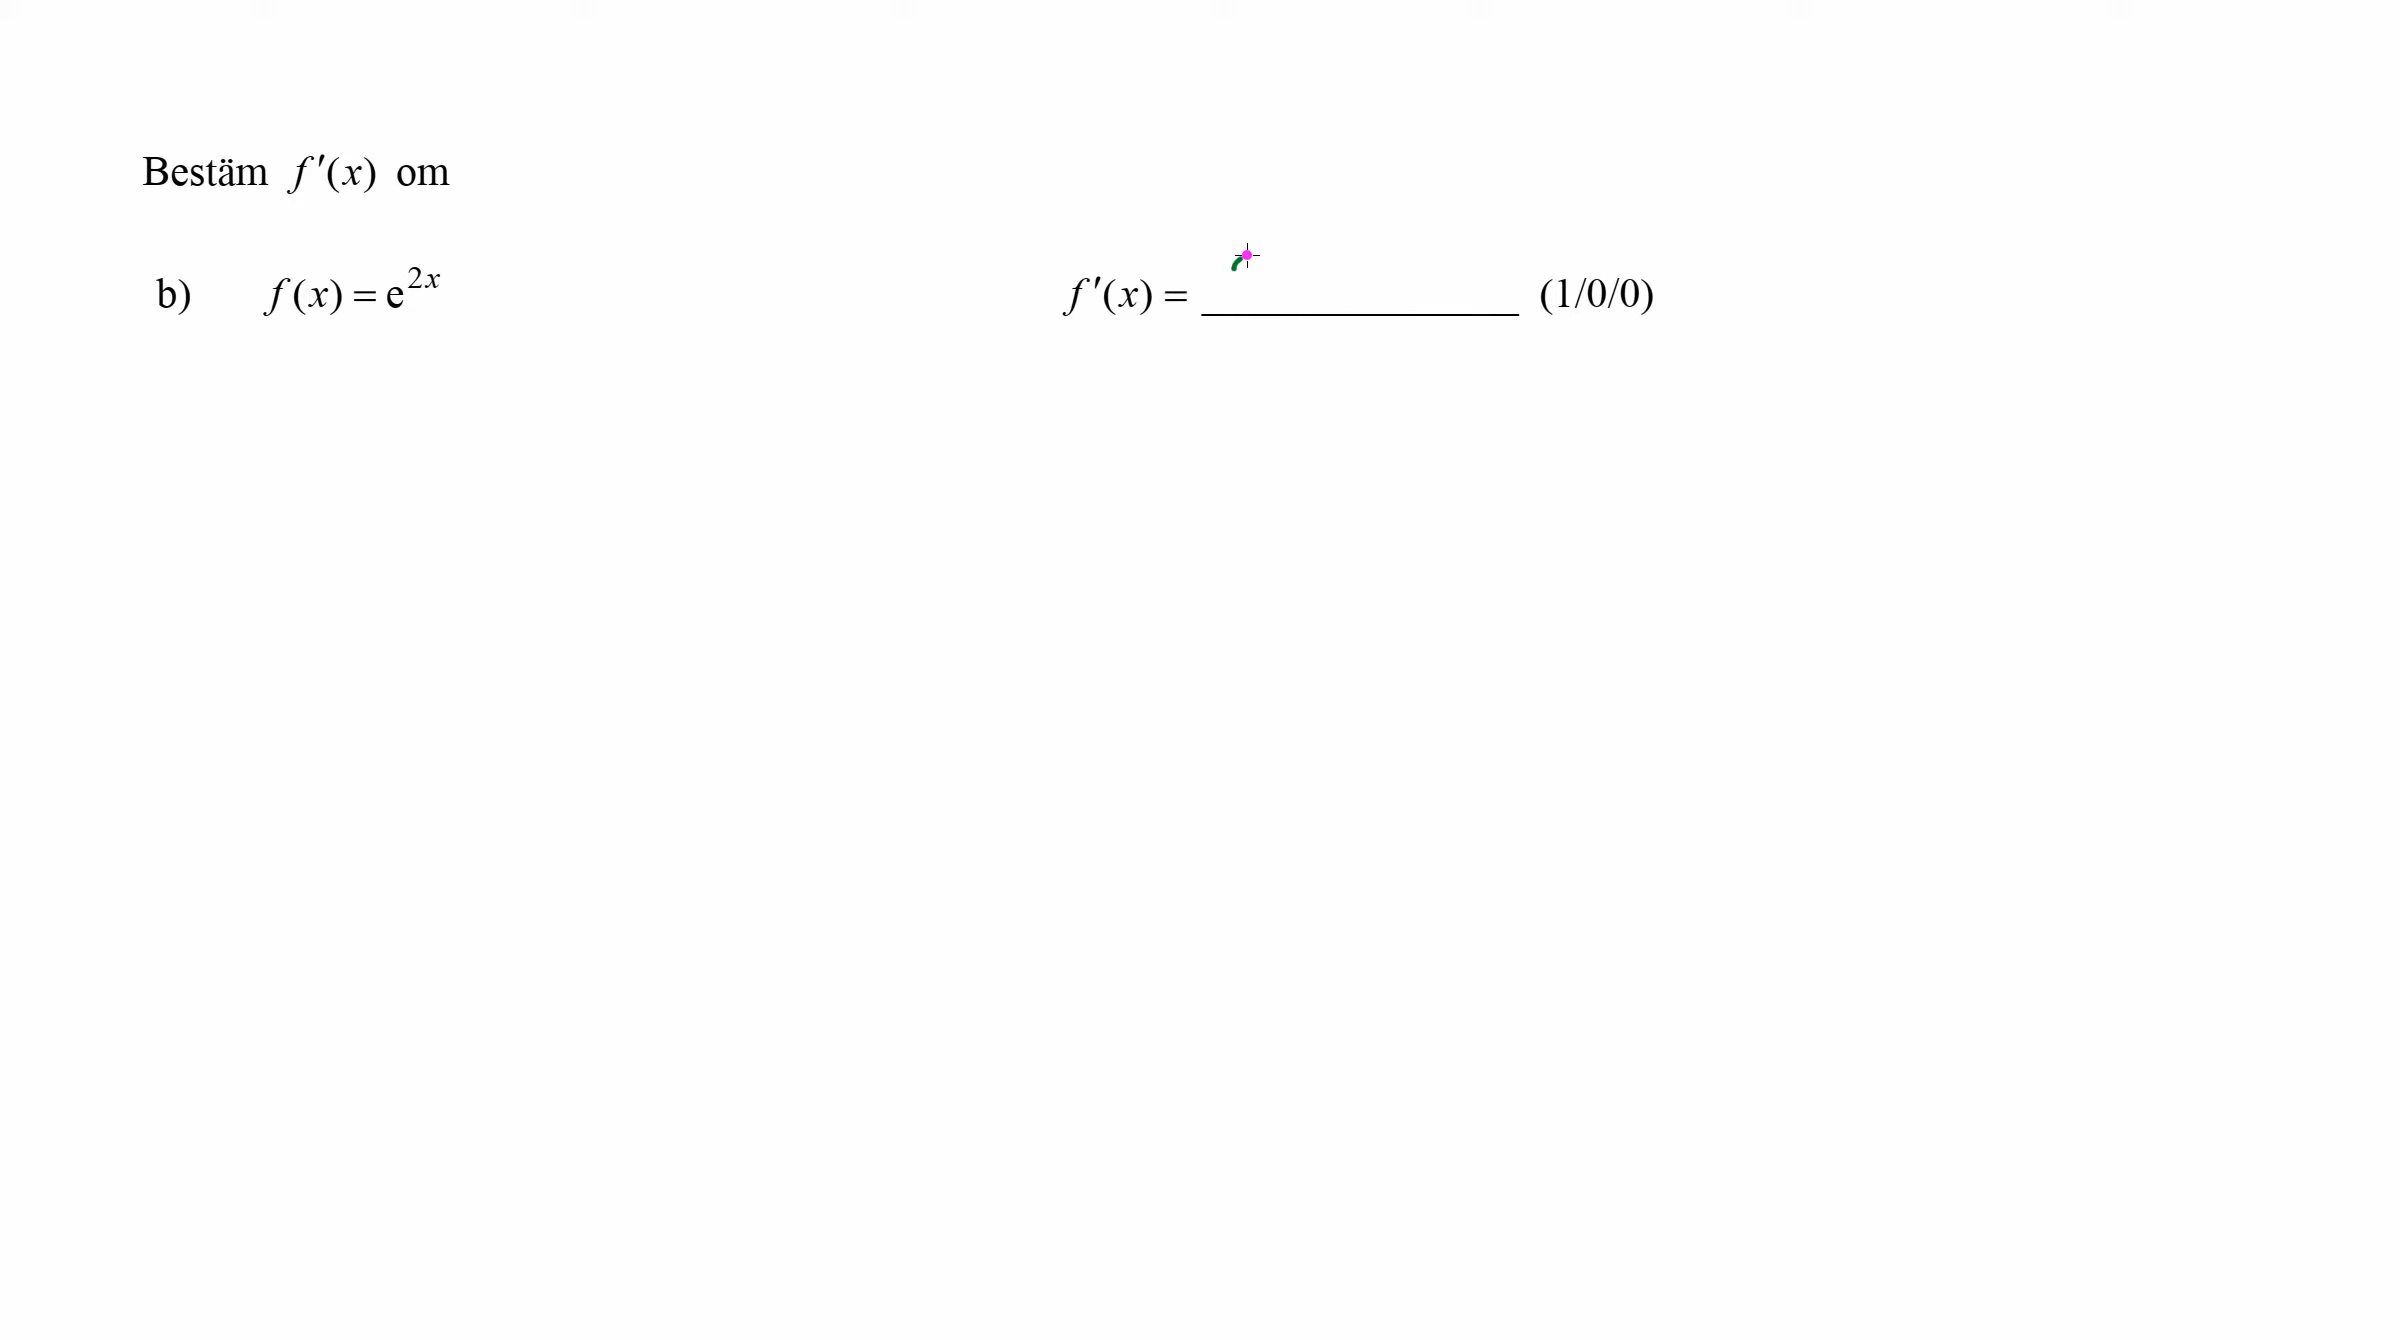 Bestäm f′(x) om
b) f(x) = e^{2x} f′(x) = ________________ (1/0/0)